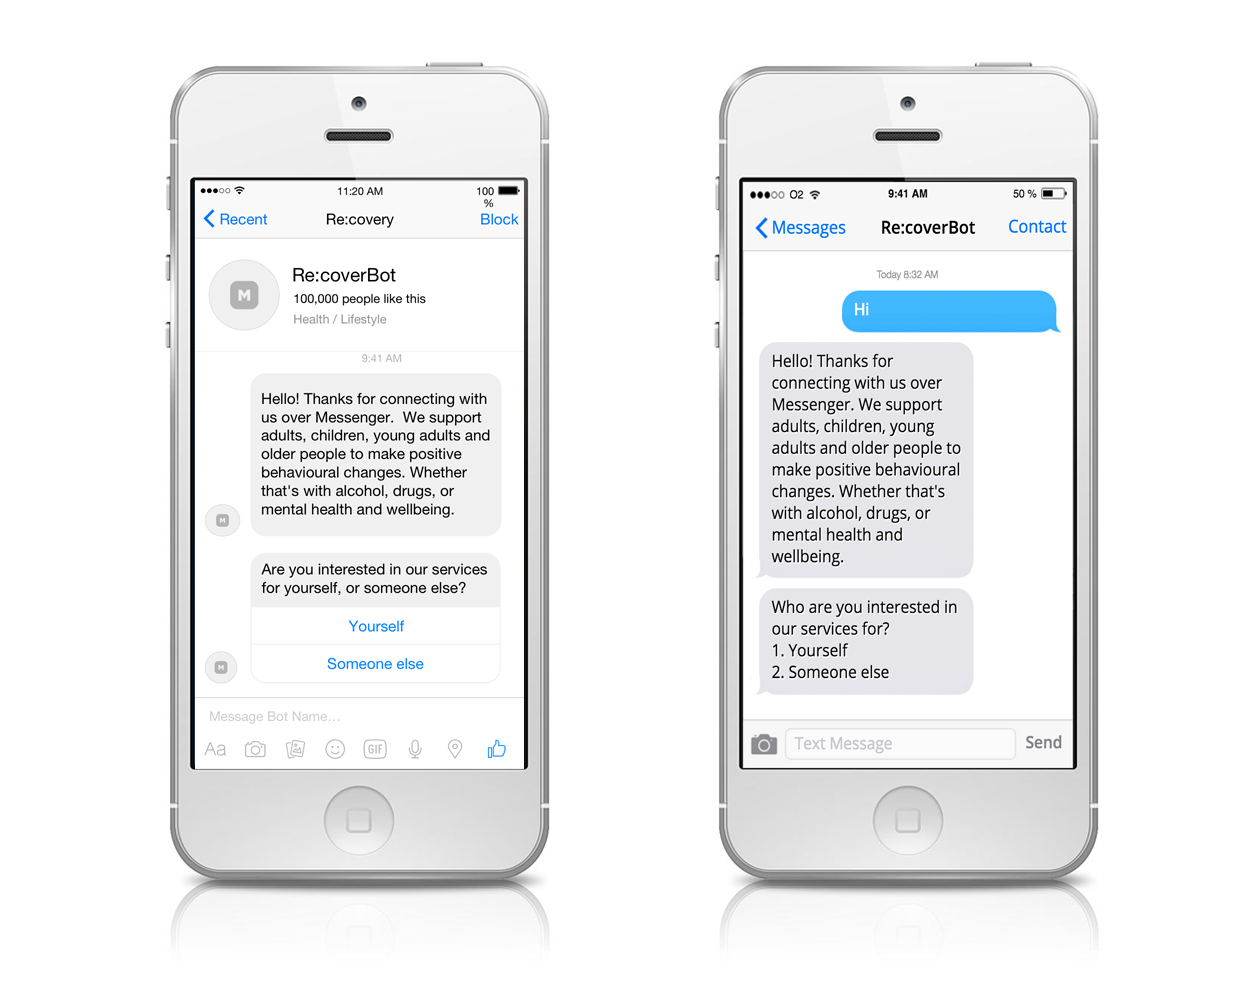 11:20 AM
100
%
Recent
Re:covery
Block
M
Re:coverBot
100,000 people like this
Health / Lifestyle
9:41 AM
Hello! Thanks for connecting with
us over Messenger.  We support
adults, children, young adults and
older people to make positive
behavioural changes. Whether
that's with alcohol, drugs, or
mental health and wellbeing.
M
Are you interested in our services
for yourself, or someone else?
Yourself
Someone else
M
Message Bot Name...
Aa
GIF
O2
9:41 AM
50 %
Messages
Re:coverBot
Contact
Today 8:32 AM
Hi
Hello! Thanks for
connecting with us over
Messenger. We support
adults, children, young
adults and older people to
make positive behavioural
changes. Whether that's
with alcohol, drugs, or
mental health and
wellbeing.
Who are you interested in
our services for?
1. Yourself
2. Someone else
Text Message
Send